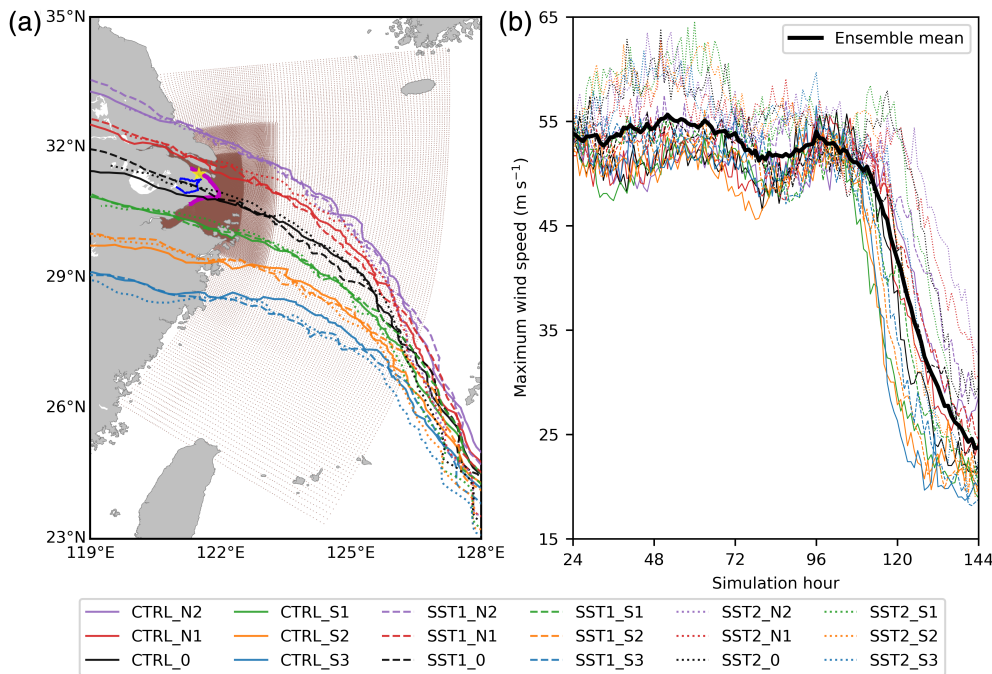 (a)
35°N
32°N
29°N
26°N
23°N
119°E 122°E 125°E 128°E
(b)
65
55
45
35
25
15
Maximum wind speed (m s⁻¹)
Ensemble mean
24 48 72 96 120 144
Simulation hour
CTRL_N2 CTRL_S1 SST1_N2 SST1_S1 SST2_N2 SST2_S1
CTRL_N1 CTRL_S2 SST1_N1 SST1_S2 SST2_N1 SST2_S2
CTRL_0 CTRL_S3 SST1_0 SST1_S3 SST2_0 SST2_S3